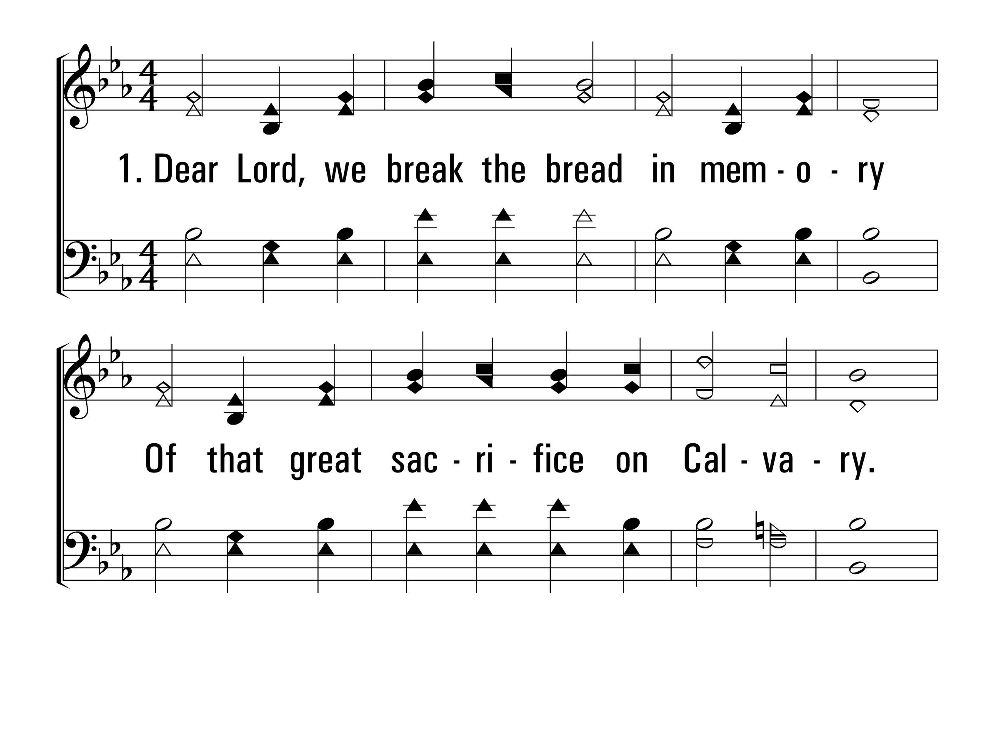 1. Dear Lord, we break the bread in mem - o - ry
Of that great sac - ri - fice on Cal - va - ry.